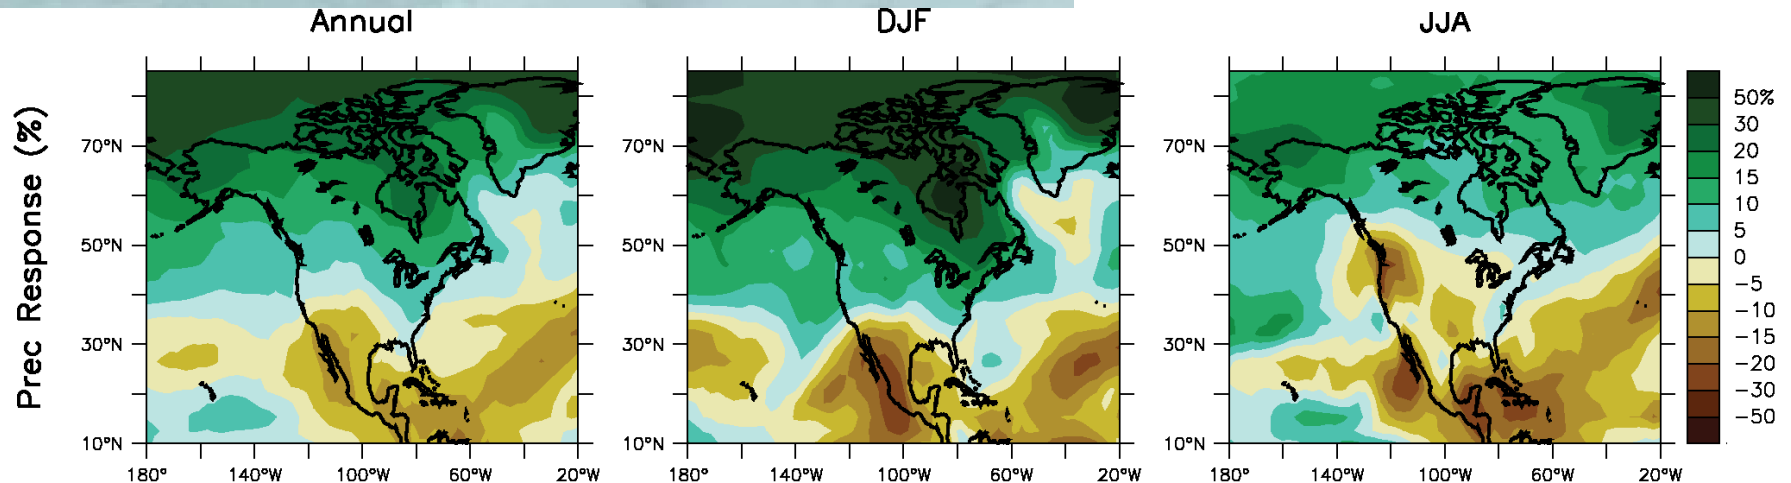 Annual DJF JJA
Prec Response (%)
70°N 50°N 30°N 10°N
180° 140°W 100°W 60°W 20°W
70°N 50°N 30°N 10°N
180° 140°W 100°W 60°W 20°W
70°N 50°N 30°N 10°N
180° 140°W 100°W 60°W 20°W
50%
30
20
15
10
5
0
−5
−10
−15
−20
−30
−50